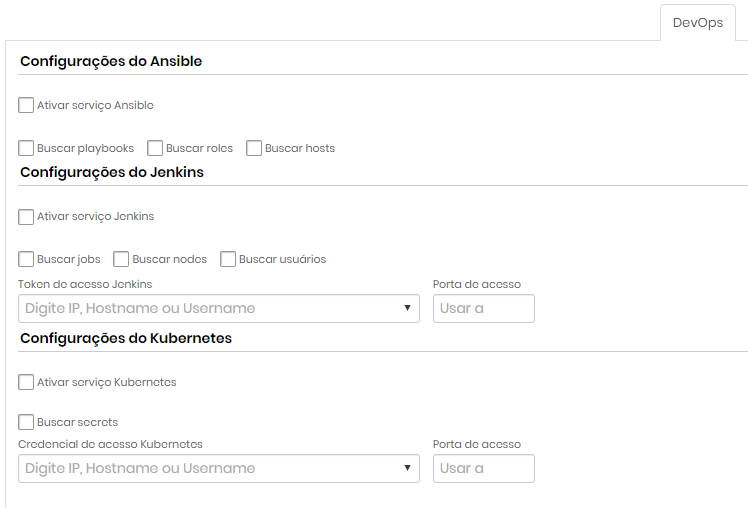 DevOps
Configurações do Ansible
Ativar serviço Ansible
Buscar playbooks Buscar roles Buscar hosts
Configurações do Jenkins
Ativar serviço Jenkins
Buscar jobs Buscar nodes Buscar usuários
Token de acesso Jenkins Porta de acesso
Digite IP, Hostname ou Username Usar a
Configurações do Kubernetes
Ativar serviço Kubernetes
Buscar secrets
Credencial de acesso Kubernetes Porta de acesso
Digite IP, Hostname ou Username Usar a